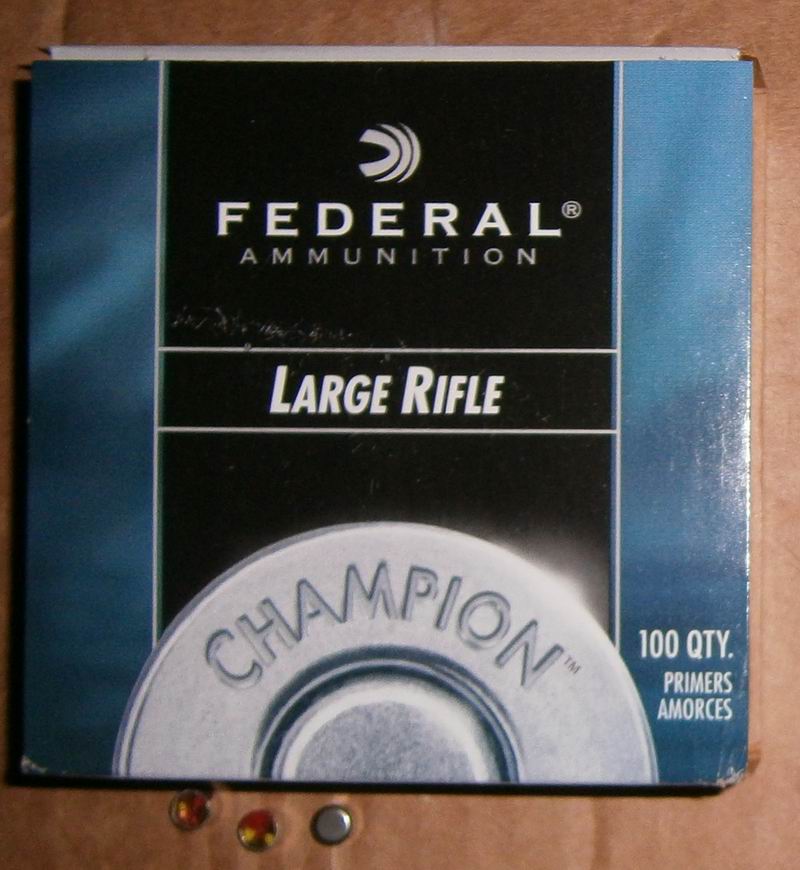 FEDERAL®
AMMUNITION
LARGE RIFLE
CHAMPION™
100 QTY.
PRIMERS
AMORCES